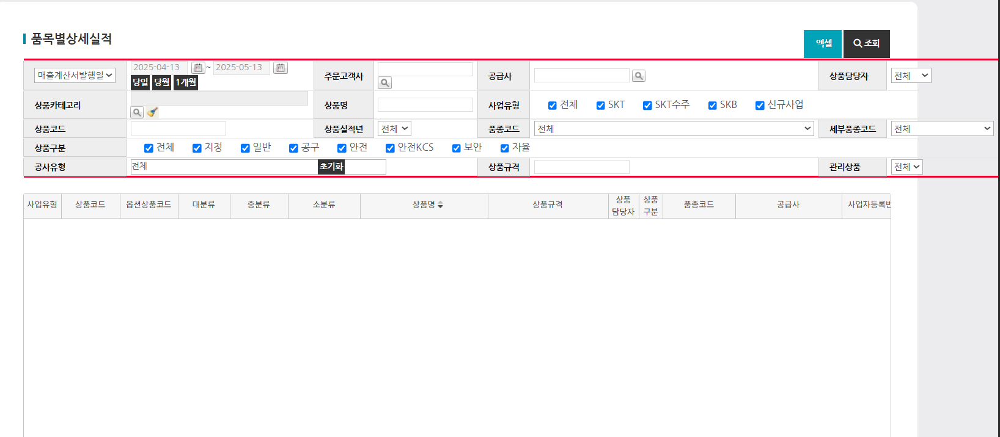 품목별상세실적
엑셀 조회
매출계산서발행일 2025-04-13 ~ 2025-05-13 주문고객사 공급사 상품담당자 전체
당일 당월 1개월
상품카테고리 상품명 사업유형 전체 SKT SKT수주 SKB 신규사업
상품코드 상품실적년 전체 품종코드 전체 세부품종코드 전체
상품구분 전체 지정 일반 공구 안전 안전KCS 보안 자율
공사유형 전체 초기화 상품규격 관리상품 전체
사업유형 상품코드 옵션상품코드 대분류 중분류 소분류 상품명 상품규격 상품 담당자 상품 구분 품종코드 공급사 사업자등록번